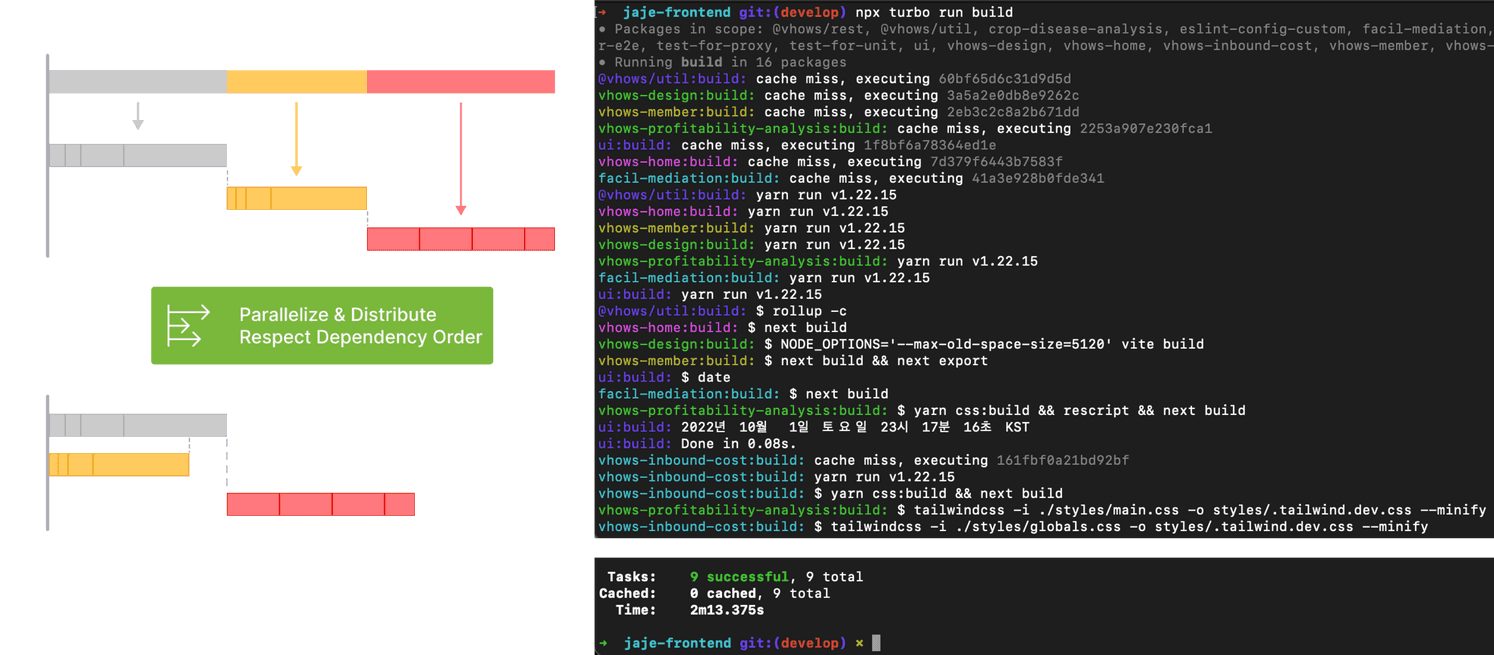 Parallelize & Distribute
Respect Dependency Order
→ jaje-frontend git:(develop) npx turbo run build
• Packages in scope: @vhows/rest, @vhows/util, crop-disease-analysis, eslint-config-custom, facil-mediation,
r-e2e, test-for-proxy, test-for-unit, ui, vhows-design, vhows-home, vhows-inbound-cost, vhows-member, vhows-
• Running build in 16 packages
@vhows/util:build: cache miss, executing 60bf65d6c31d9d5d
vhows-design:build: cache miss, executing 3a5a2e0db8e9262c
vhows-member:build: cache miss, executing 2eb3c2c8a2b671dd
vhows-profitability-analysis:build: cache miss, executing 2253a907e230fca1
ui:build: cache miss, executing 1f8bf6a78364ed1e
vhows-home:build: cache miss, executing 7d379f6443b7583f
facil-mediation:build: cache miss, executing 41a3e928b0fde341
@vhows/util:build: yarn run v1.22.15
vhows-home:build: yarn run v1.22.15
vhows-member:build: yarn run v1.22.15
vhows-design:build: yarn run v1.22.15
vhows-profitability-analysis:build: yarn run v1.22.15
facil-mediation:build: yarn run v1.22.15
ui:build: yarn run v1.22.15
@vhows/util:build: $ rollup -c
vhows-home:build: $ next build
vhows-design:build: $ NODE_OPTIONS='--max-old-space-size=5120' vite build
vhows-member:build: $ next build && next export
ui:build: $ date
facil-mediation:build: $ next build
vhows-profitability-analysis:build: $ yarn css:build && rescript && next build
ui:build: 2022년 10월 1일 토요일 23시 17분 16초 KST
ui:build: Done in 0.08s.
vhows-inbound-cost:build: cache miss, executing 161fbf0a21bd92bf
vhows-inbound-cost:build: yarn run v1.22.15
vhows-inbound-cost:build: $ yarn css:build && next build
vhows-profitability-analysis:build: $ tailwindcss -i ./styles/main.css -o styles/.tailwind.dev.css --minify
vhows-inbound-cost:build: $ tailwindcss -i ./styles/globals.css -o styles/.tailwind.dev.css --minify
Tasks: 9 successful, 9 total
Cached: 0 cached, 9 total
Time: 2m13.375s
→ jaje-frontend git:(develop) ×